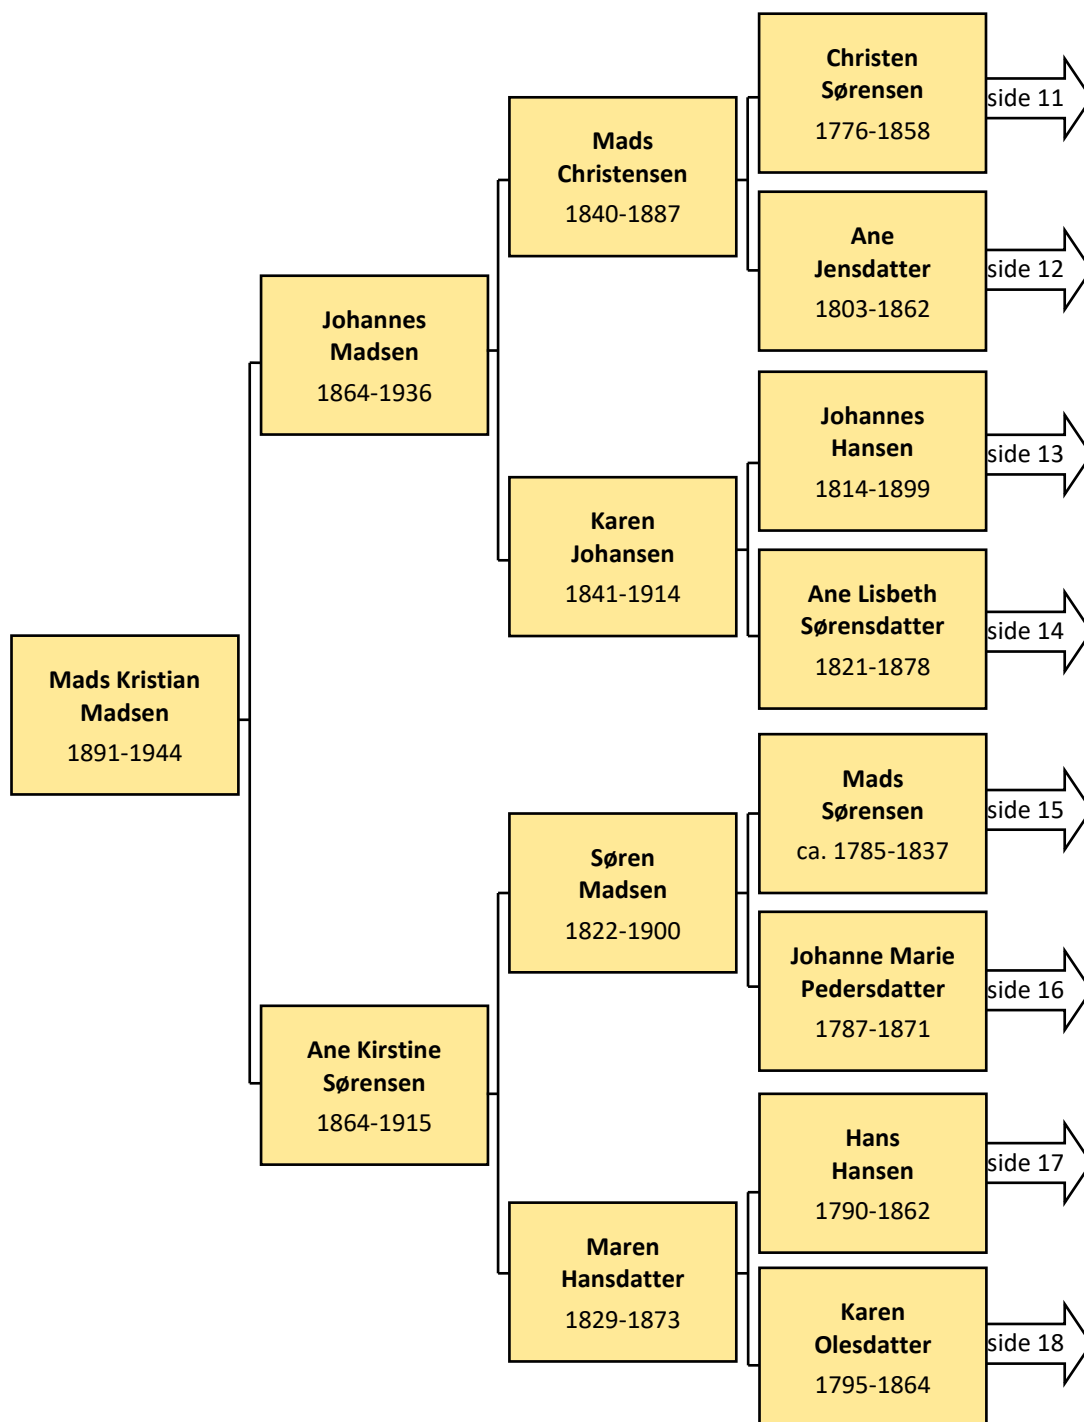 Christen
Sørensen
1776-1858
side 11
Mads
Christensen
1840-1887
Ane
Jensdatter
1803-1862
side 12
Johannes
Madsen
1864-1936
Johannes
Hansen
1814-1899
side 13
Karen
Johansen
1841-1914
Ane Lisbeth
Sørensdatter
1821-1878
side 14
Mads Kristian
Madsen
1891-1944
Mads
Sørensen
ca. 1785-1837
side 15
Søren
Madsen
1822-1900
Johanne Marie
Pedersdatter
1787-1871
side 16
Ane Kirstine
Sørensen
1864-1915
Hans
Hansen
1790-1862
side 17
Maren
Hansdatter
1829-1873
Karen
Olesdatter
1795-1864
side 18